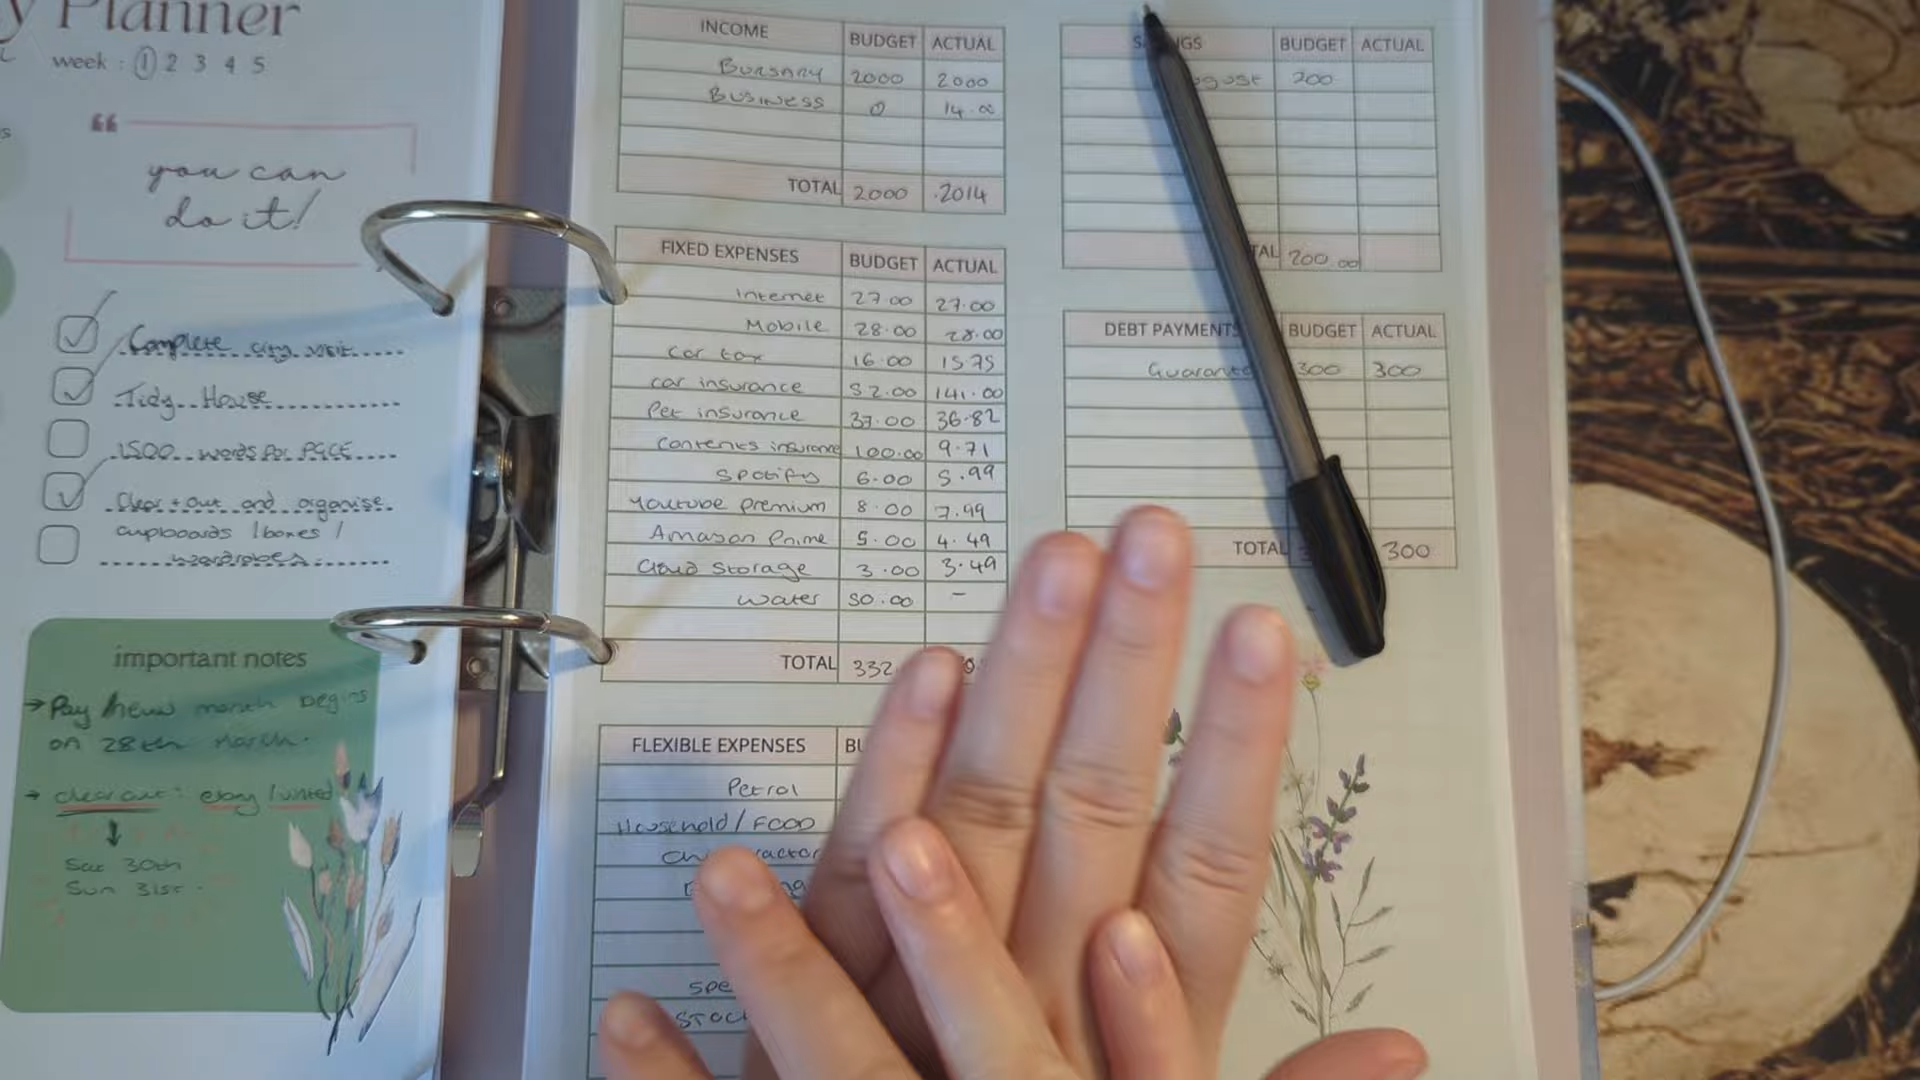 y Planner
week : 1 2 3 4 5
“
you can
do it!
Complete city visit
Tidy House
1500 words for PGCE
Clear out and organise
cupboards / boxes /
wardrobes
important notes
→ Pay / new month begins
on 28th March.
→ clear out: / vinted
Sat 30th
Sun 31st
INCOME BUDGET ACTUAL
Bursary 2000 2000
Business 0 14.00
TOTAL 2000 .2014
FIXED EXPENSES BUDGET ACTUAL
Internet 27.00 27.00
Mobile 28.00 28.00
Car tax 16.00 15.75
car insurance 52.00 141.00
Pet insurance 37.00 36.82
contents insurance 100.00 9.71
Spotify 6.00 5.99
Youtube premium 8.00 7.99
Amazon Prime 5.00 4.49
Cloud Storage 3.00 3.49
Water 50.00 -
TOTAL 332
FLEXIBLE EXPENSES BU
Petrol
Household / FOOD
BUDGET ACTUAL
200
200.00
DEBT PAYMENTS BUDGET ACTUAL
300 300
TOTAL 300